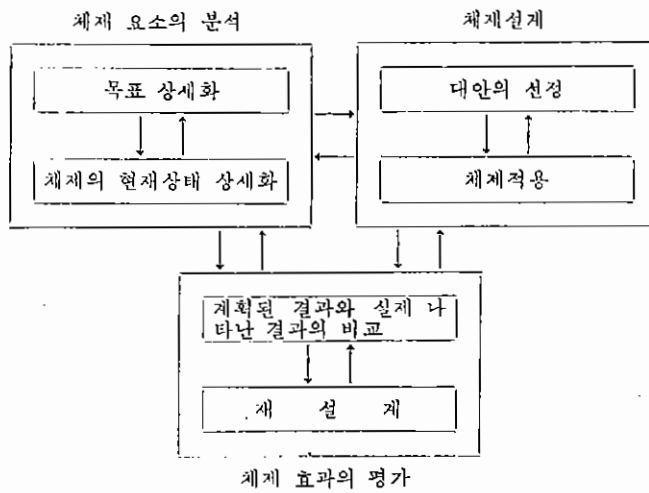 체제 요소의 분석
체재설계
목표 상세화
대안의 선정
체제의 현재상태 상세화
체제적용
계획된 결과와 실제 나
타난 결과의 비교
재 설 계
체제 효과의 평가